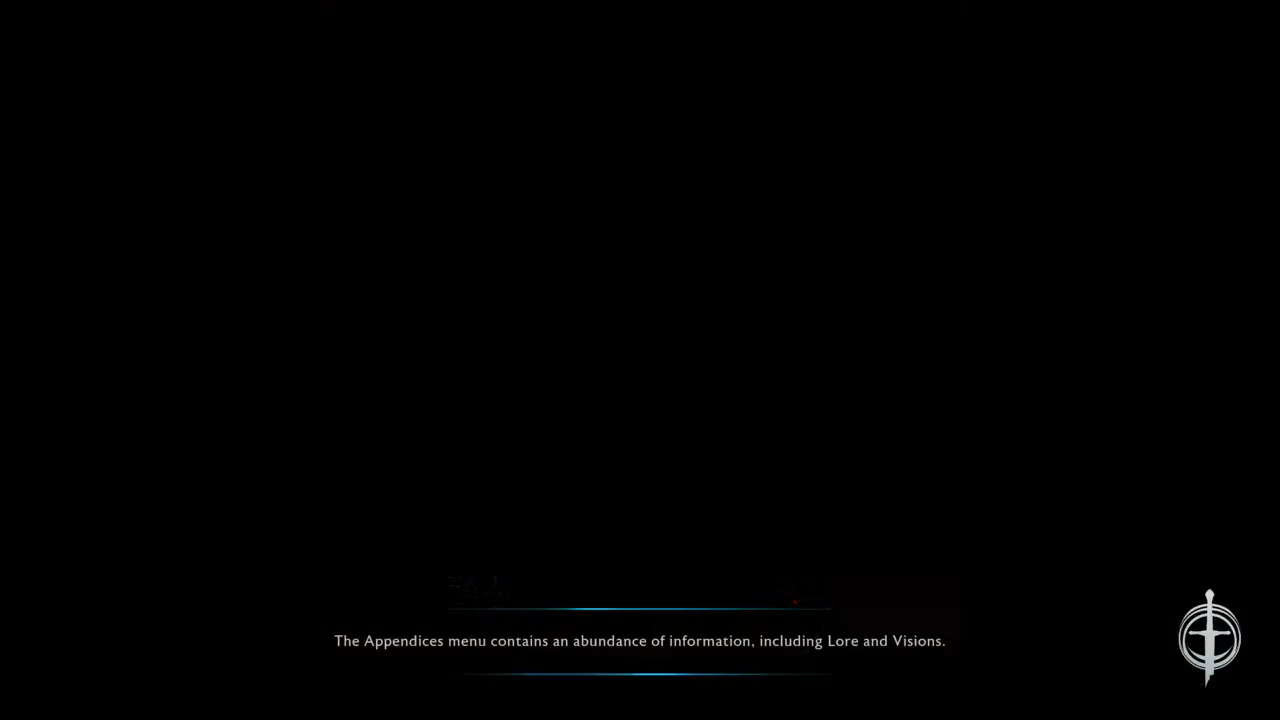 The Appendices menu contains an abundance of information, including Lore and Visions.